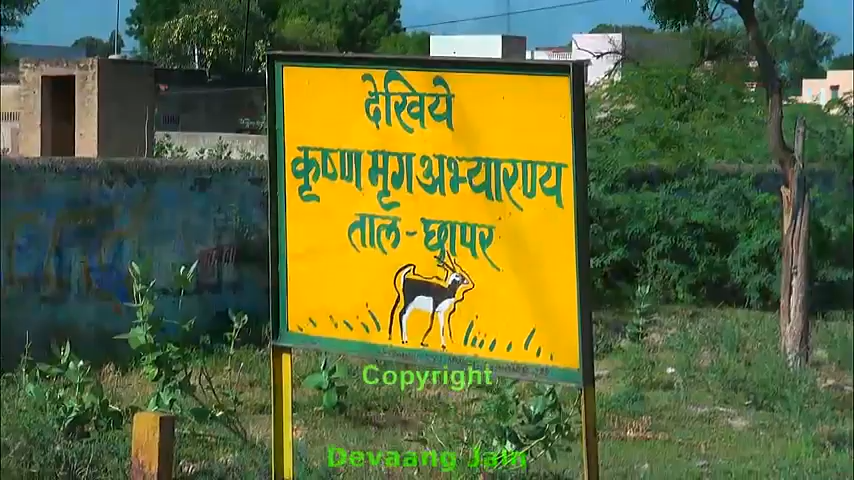 देखिये
कृष्ण मृग अभ्यारण्य
ताल - छापर
Copyright
Devaang Jain